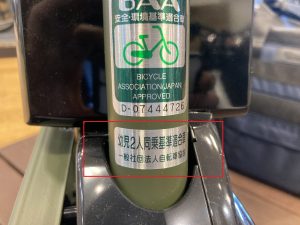 BAA
安全・環境基準適合車
BICYCLE
ASSOCIATION(JAPAN)
APPROVED
D-07444726
幼児2人同乗基準適合車
一般社団法人自転車協会